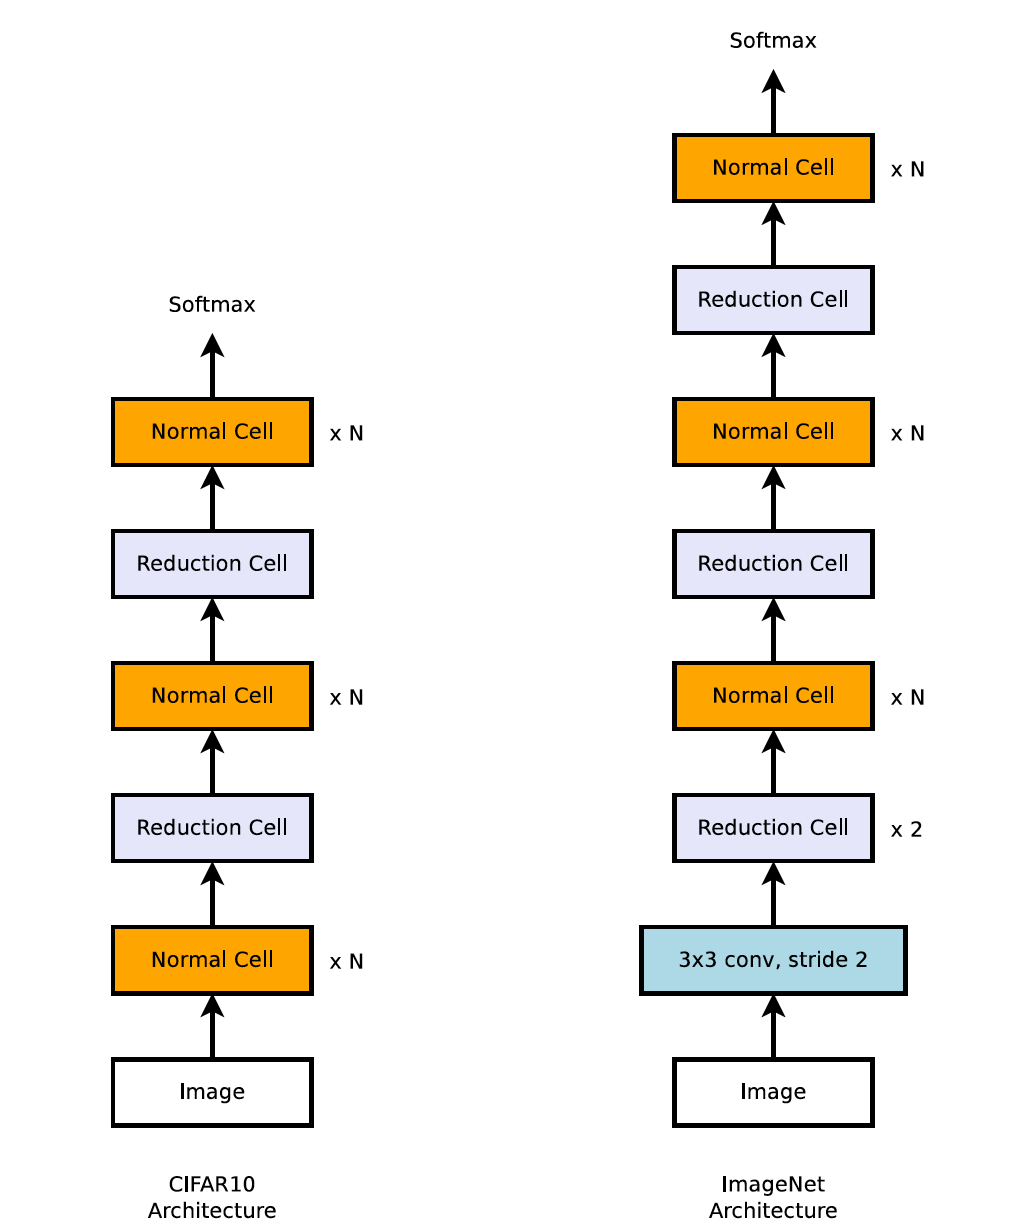 Softmax
Normal Cell
x N
Reduction Cell
Normal Cell
x N
Reduction Cell
Normal Cell
x N
Image
CIFAR10
Architecture
Softmax
Normal Cell
x N
Reduction Cell
Normal Cell
x N
Reduction Cell
Normal Cell
x N
Reduction Cell
x 2
3x3 conv, stride 2
Image
ImageNet
Architecture